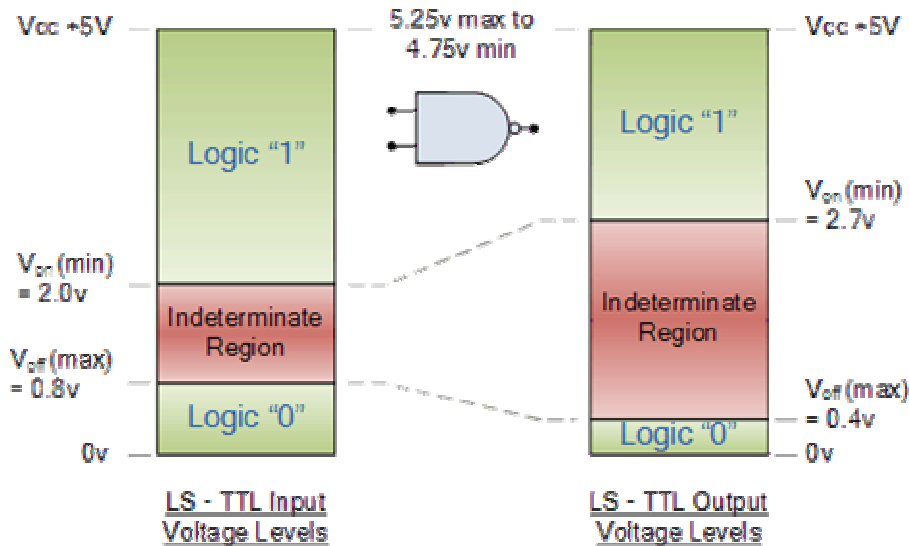 Vcc +5V
5.25v max to
4.75v min
Vcc +5V
Logic “1”
Logic “1”
Von (min)
= 2.0v
Von (min)
= 2.7v
Indeterminate
Region
Indeterminate
Region
Voff (max)
= 0.8v
Voff (max)
= 0.4v
Logic “0”
Logic “0”
0v
0v
LS - TTL Input
Voltage Levels
LS - TTL Output
Voltage Levels